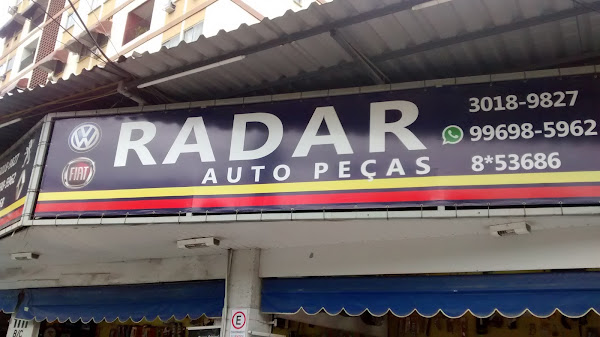 RADAR
AUTO PEÇAS
3018-9827
99698-5962
8*53686
FIAT
E
B/C